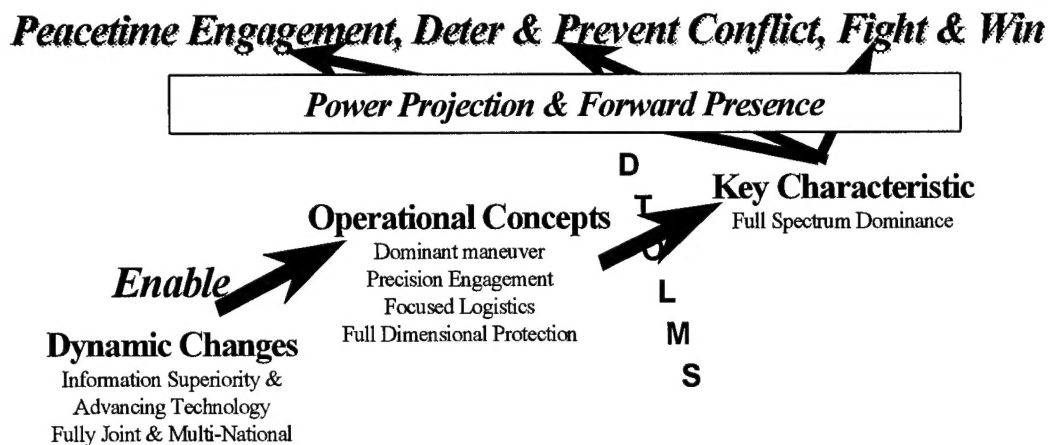 Peacetime Engagement, Deter & Prevent Conflict, Fight & Win
Power Projection & Forward Presence
D
T
O
L
M
S
Key Characteristic
Full Spectrum Dominance
Operational Concepts
Dominant maneuver
Precision Engagement
Focused Logistics
Full Dimensional Protection
Enable
Dynamic Changes
Information Superiority &
Advancing Technology
Fully Joint & Multi-National